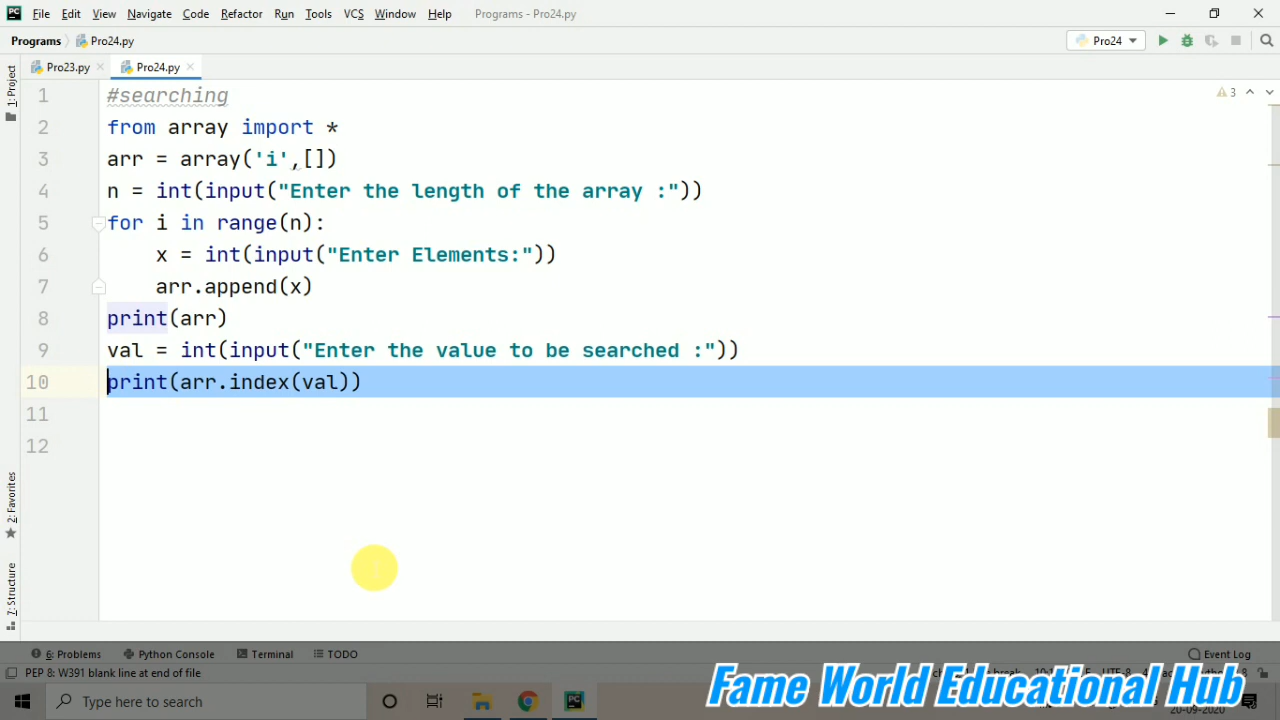 File Edit View Navigate Code Refactor Run Tools VCS Window Help Programs - Pro24.py
Programs Pro24.py Pro24
Pro23.py Pro24.py
1: Project
3
1 #searching
2 from array import *
3 arr = array('i',[])
4 n = int(input("Enter the length of the array :"))
5 for i in range(n):
6 x = int(input("Enter Elements:"))
7 arr.append(x)
8 print(arr)
9 val = int(input("Enter the value to be searched :"))
10 print(arr.index(val))
11
12
2: Favorites
7: Structure
6: Problems Python Console Terminal TODO Event Log
PEP 8: W391 blank line at end of file
Type here to search
Fame World Educational Hub
20-09-2020